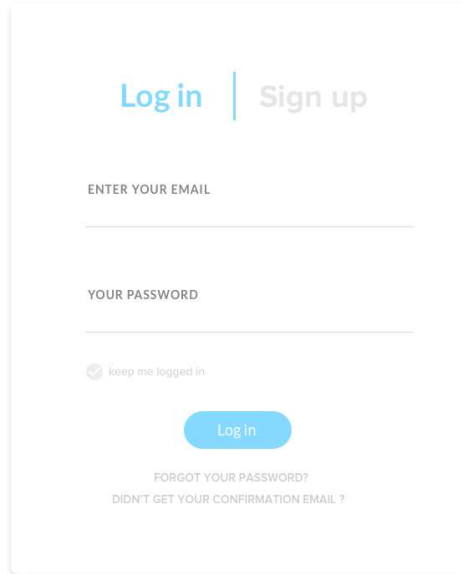 Log in | Sign up
ENTER YOUR EMAIL
YOUR PASSWORD
keep me logged in
Log in
FORGOT YOUR PASSWORD?
DIDN'T GET YOUR CONFIRMATION EMAIL ?